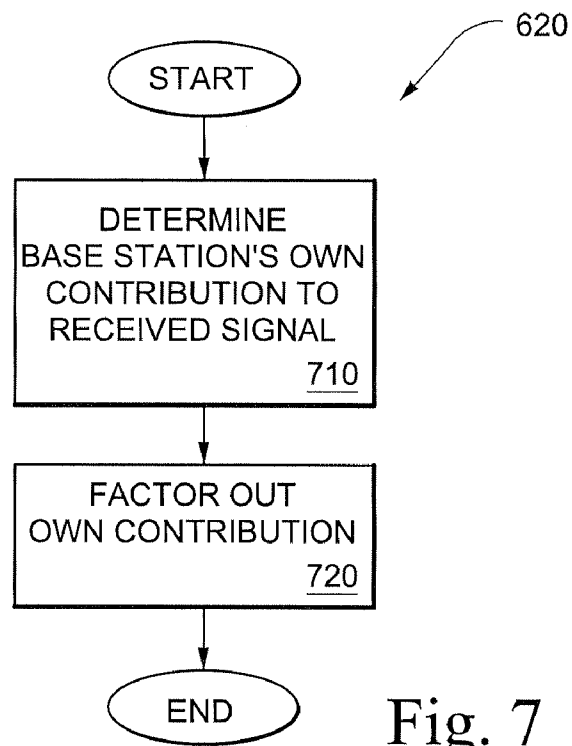 620
START
DETERMINE
BASE STATION'S OWN
CONTRIBUTION TO
RECEIVED SIGNAL
710
FACTOR OUT
OWN CONTRIBUTION
720
END
Fig. 7